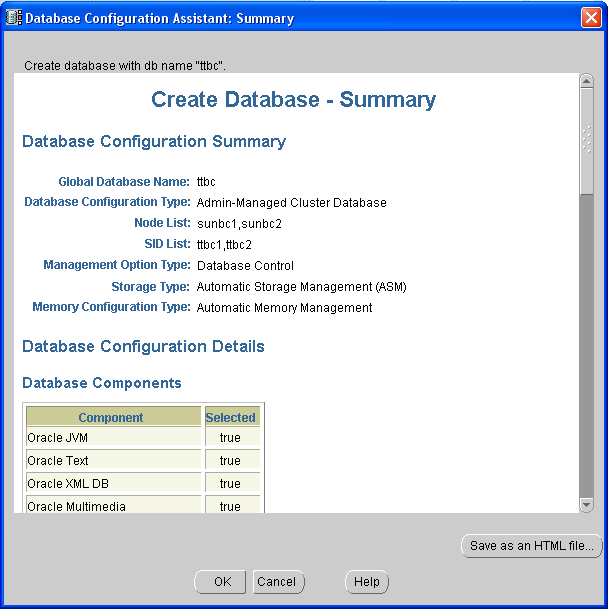 Database Configuration Assistant: Summary
Create database with db name "ttbc".
Create Database - Summary
Database Configuration Summary
Global Database Name: ttbc
Database Configuration Type: Admin-Managed Cluster Database
Node List: sunbc1,sunbc2
SID List: ttbc1,ttbc2
Management Option Type: Database Control
Storage Type: Automatic Storage Management (ASM)
Memory Configuration Type: Automatic Memory Management
Database Configuration Details
Database Components
Component Selected
Oracle JVM true
Oracle Text true
Oracle XML DB true
Oracle Multimedia true
Save as an HTML file...
OK Cancel Help